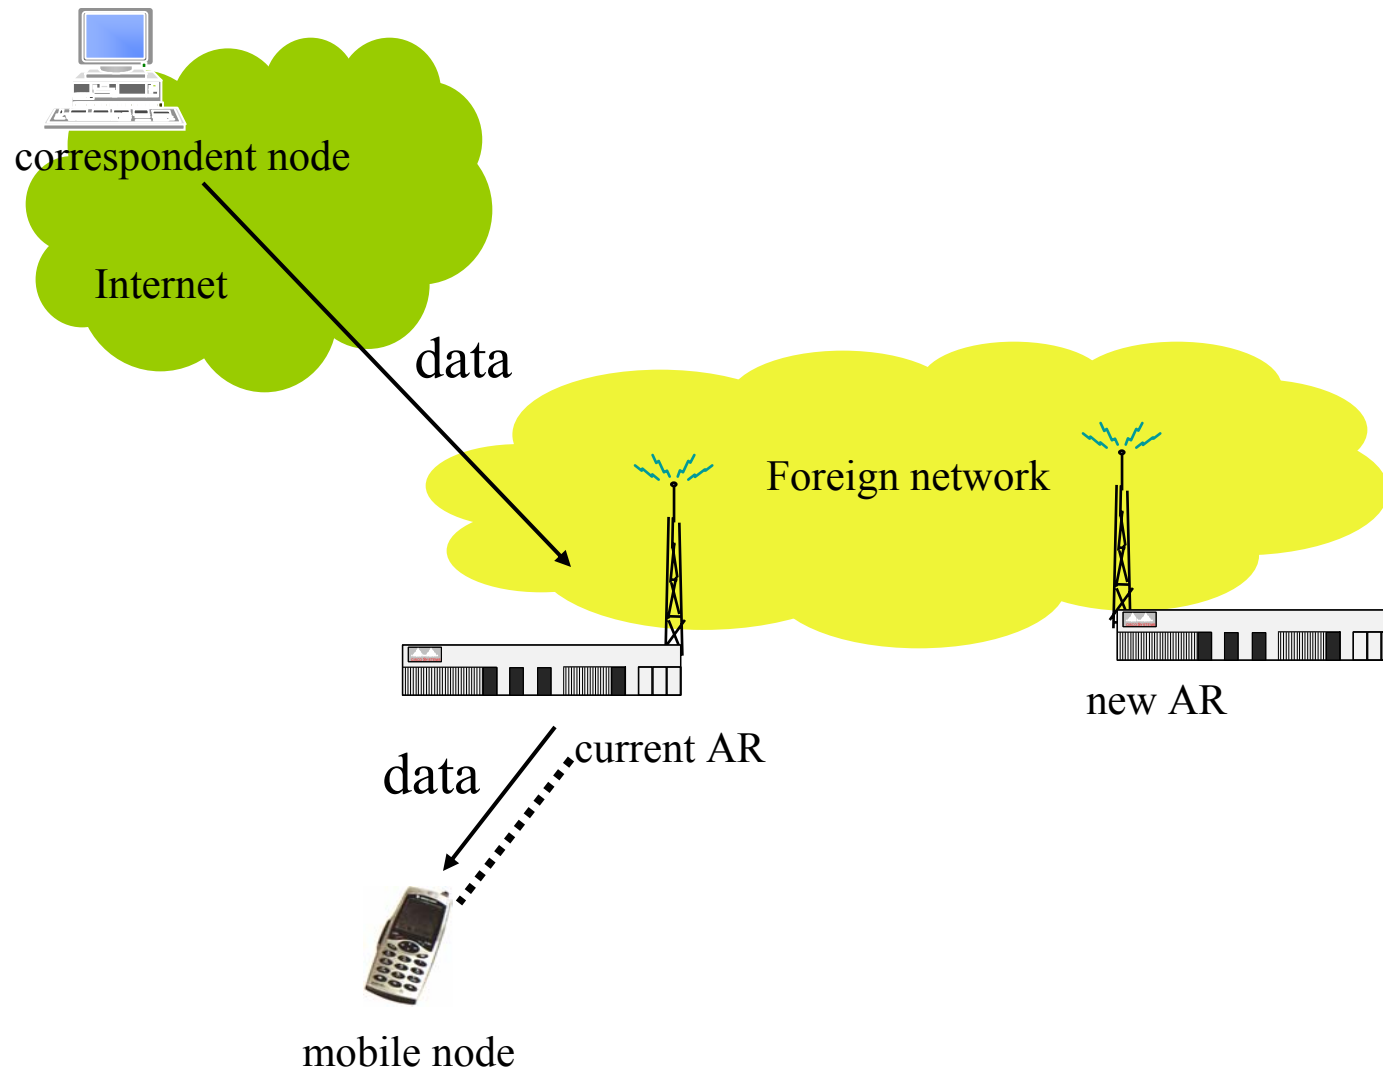 correspondent node
Internet
data
Foreign network
new AR
current AR
data
mobile node